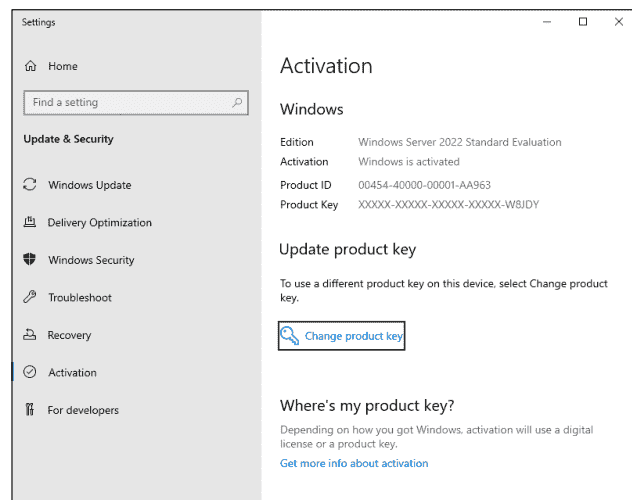 Settings
Home
Find a setting
Update & Security
Windows Update
Delivery Optimization
Windows Security
Troubleshoot
Recovery
Activation
For developers
Activation
Windows
Edition Windows Server 2022 Standard Evaluation
Activation Windows is activated
Product ID 00454-40000-00001-AA963
Product Key XXXXX-XXXXX-XXXXX-XXXXX-W8JDY
Update product key
To use a different product key on this device, select Change product
key.
Change product key
Where's my product key?
Depending on how you got Windows, activation will use a digital
license or a product key.
Get more info about activation